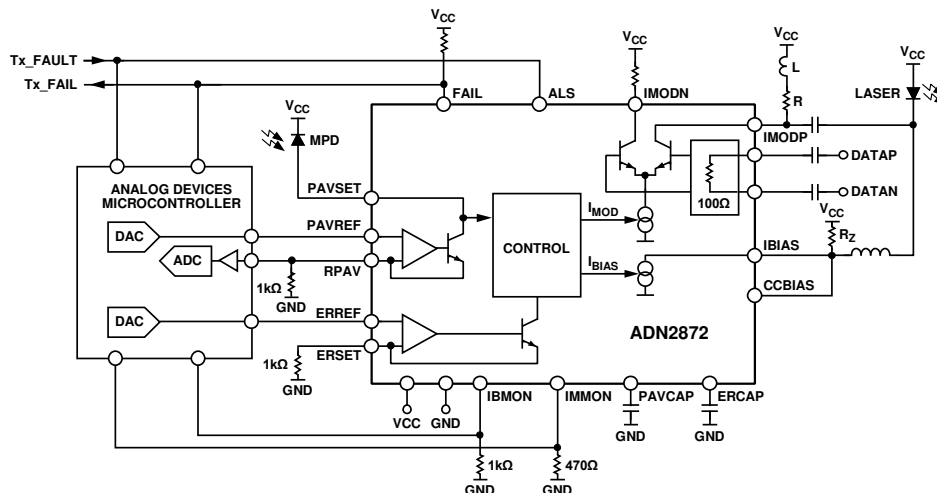 VCC
Tx_FAULT
Tx_FAIL
VCC
VCC
VCC
L
R
LASER
FAIL
ALS
IMODN
IMODP
VCC
MPD
DATAP
DATAN
100Ω
ANALOG DEVICES
MICROCONTROLLER
PAVSET
PAVREF
RPAV
DAC
ADC
1kΩ
GND
CONTROL
IMOD
IBIAS
VCC
RZ
IBIAS
CCBIAS
DAC
ERREF
ERSET
1kΩ
GND
ADN2872
VCC
GND
IBMON
IMMON
PAVCAP
ERCAP
GND
GND
1kΩ
GND
470Ω
GND